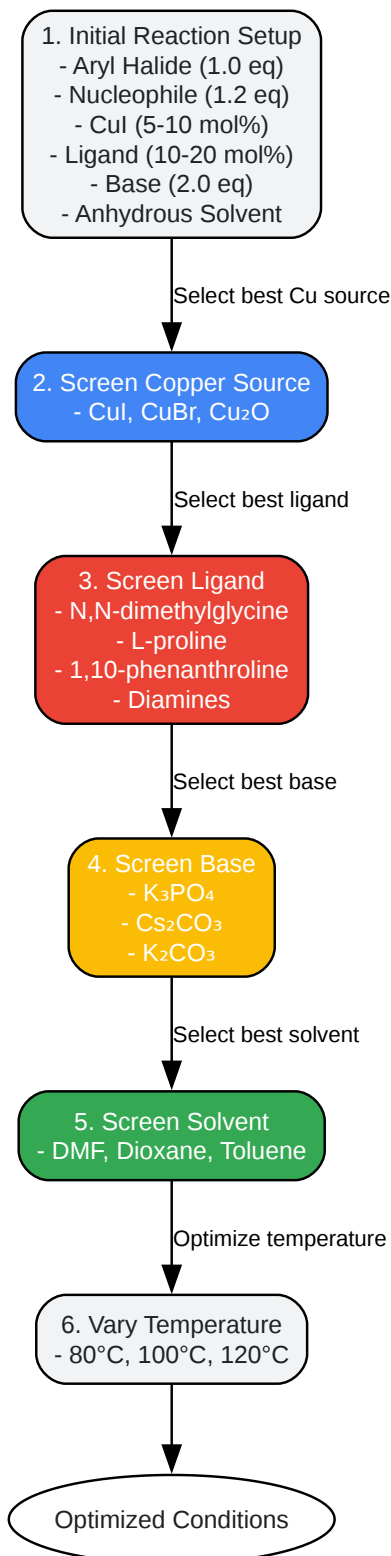 1. Initial Reaction Setup
- Aryl Halide (1.0 eq)
- Nucleophile (1.2 eq)
- CuI (5-10 mol%)
- Ligand (10-20 mol%)
- Base (2.0 eq)
- Anhydrous Solvent
Select best Cu source
2. Screen Copper Source
- CuI, CuBr, Cu₂O
Select best ligand
3. Screen Ligand
- N,N-dimethylglycine
- L-proline
- 1,10-phenanthroline
- Diamines
Select best base
4. Screen Base
- K₃PO₄
- Cs₂CO₃
- K₂CO₃
Select best solvent
5. Screen Solvent
- DMF, Dioxane, Toluene
Optimize temperature
6. Vary Temperature
- 80°C, 100°C, 120°C
Optimized Conditions